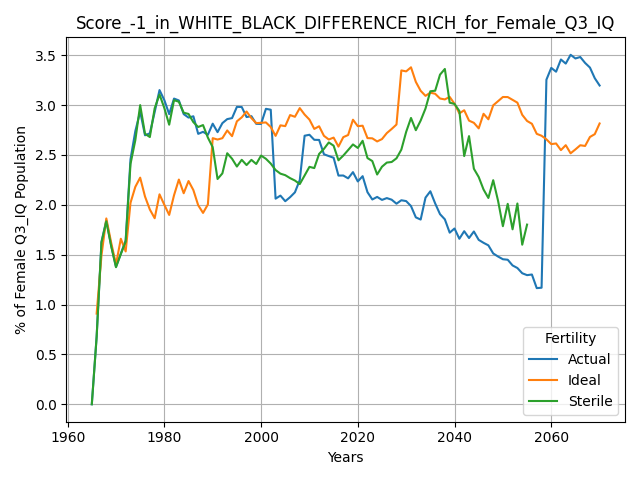 Score_-1_in_WHITE_BLACK_DIFFERENCE_RICH_for_Female_Q3_IQ
% of Female Q3_IQ Population
3.5
3.0
2.5
2.0
1.5
1.0
0.5
0.0
1960 1980 2000 2020 2040 2060
Years
Fertility
Actual
Ideal
Sterile